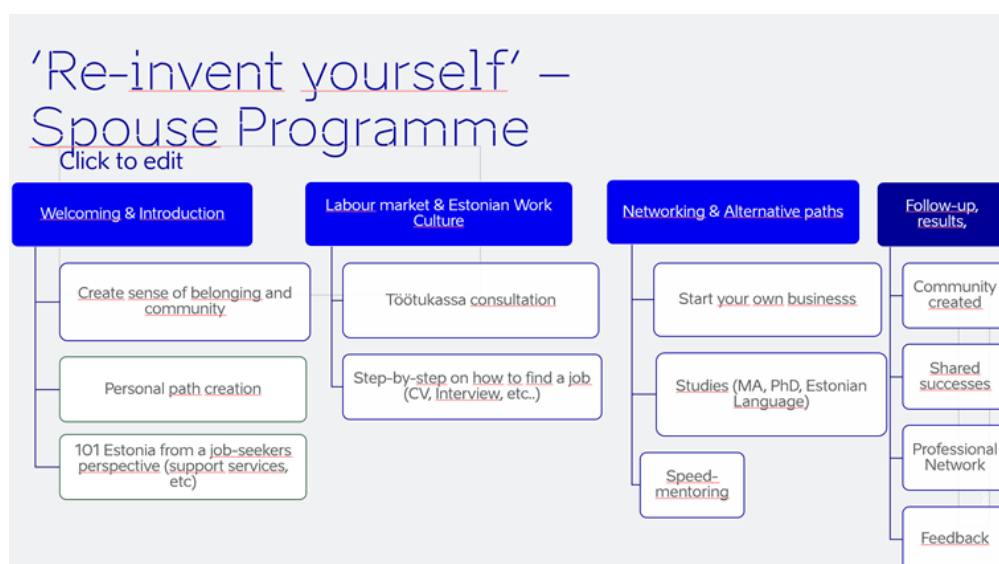 ‘Re-invent yourself’ –
Spouse Programme
Click to edit
Welcoming & Introduction
Create sense of belonging and
community
Personal path creation
101 Estonia from a job-seekers
perspective (support services,
etc)
Labour market & Estonian Work
Culture
Töötukassa consultation
Step-by-step on how to find a job
(CV, Interview, etc..)
Networking & Alternative paths
Start your own businesss
Studies (MA, PhD, Estonian
Language)
Speed-
mentoring
Follow-up,
results,
Community
created
Shared
successes
Professional
Network
Feedback